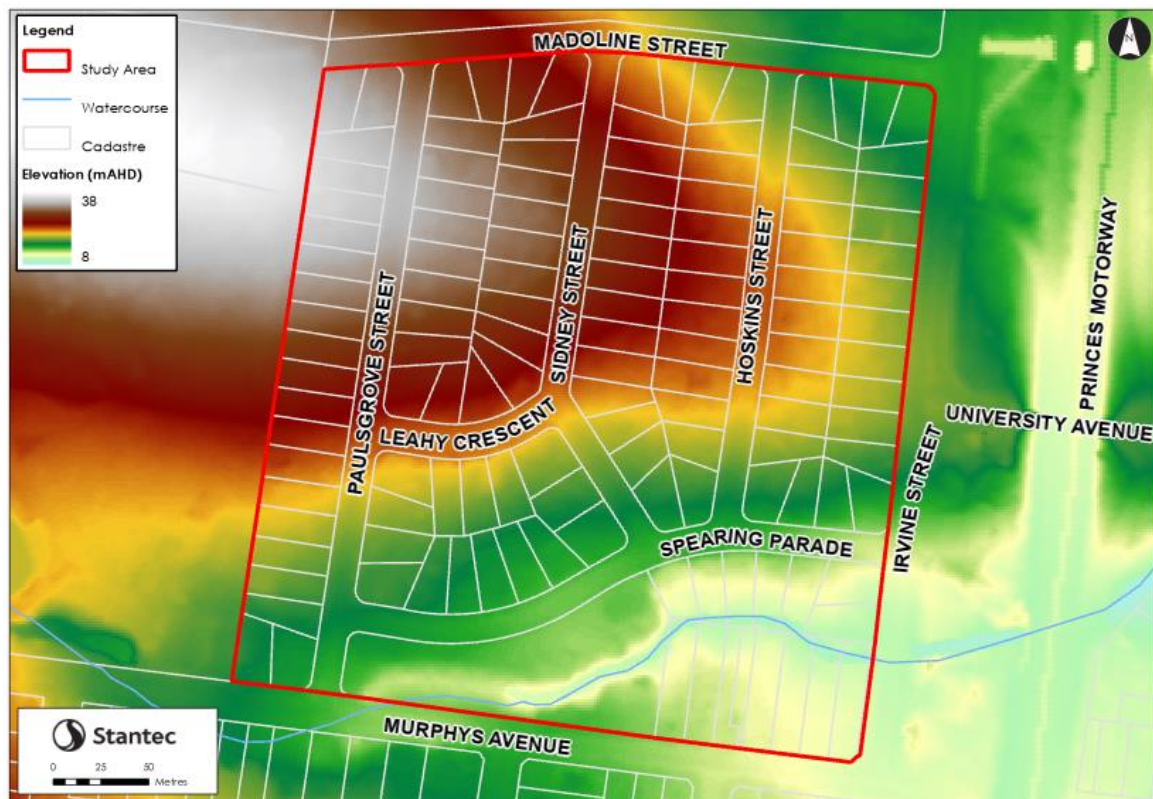 Legend
Study Area
Watercourse
Cadastre
Elevation (mAHD)
38
8
N
MADOLINE STREET
PAULSGROVE STREET
SIDNEY STREET
HOSKINS STREET
PRINCES MOTORWAY
LEAHY CRESCENT
UNIVERSITY AVENUE
IRVINE STREET
SPEARING PARADE
MURPHYS AVENUE
Stantec
0 25 50
Metres